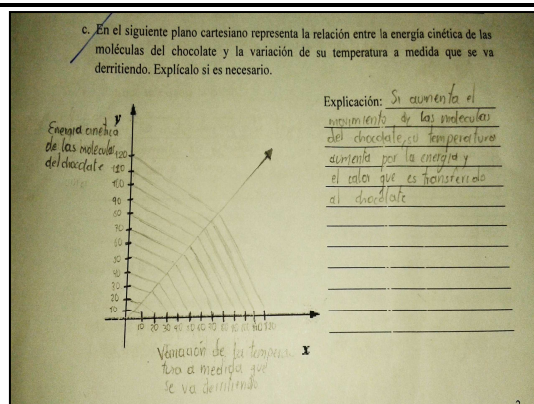 c. En el siguiente plano cartesiano representa la relación entre la energía cinética de las
moléculas del chocolate y la variación de su temperatura a medida que se va
derritiendo. Explícalo si es necesario.
Explicación: Si aumenta el
movimiento de las moleculas
del chocolate, su temperatura
aumenta por la energia y
el calor que es transferido
al chocolate
y
Energia cinetica
de las moleculas
del chocolate
120
110
100
90
80
70
60
50
40
30
20
10
10 20 30 40 50 60 70 80 90 100 110 120
x
Variación de la tempera
tura a medida que
se va derritiendo